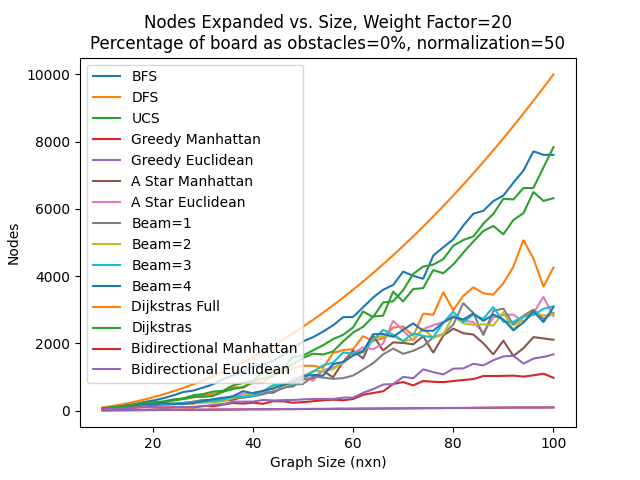 Nodes Expanded vs. Size, Weight Factor=20
Percentage of board as obstacles=0%, normalization=50
10000
8000
6000
4000
2000
0
Nodes
BFS
DFS
UCS
Greedy Manhattan
Greedy Euclidean
A Star Manhattan
A Star Euclidean
Beam=1
Beam=2
Beam=3
Beam=4
Dijkstras Full
Dijkstras
Bidirectional Manhattan
Bidirectional Euclidean
20 40 60 80 100
Graph Size (nxn)